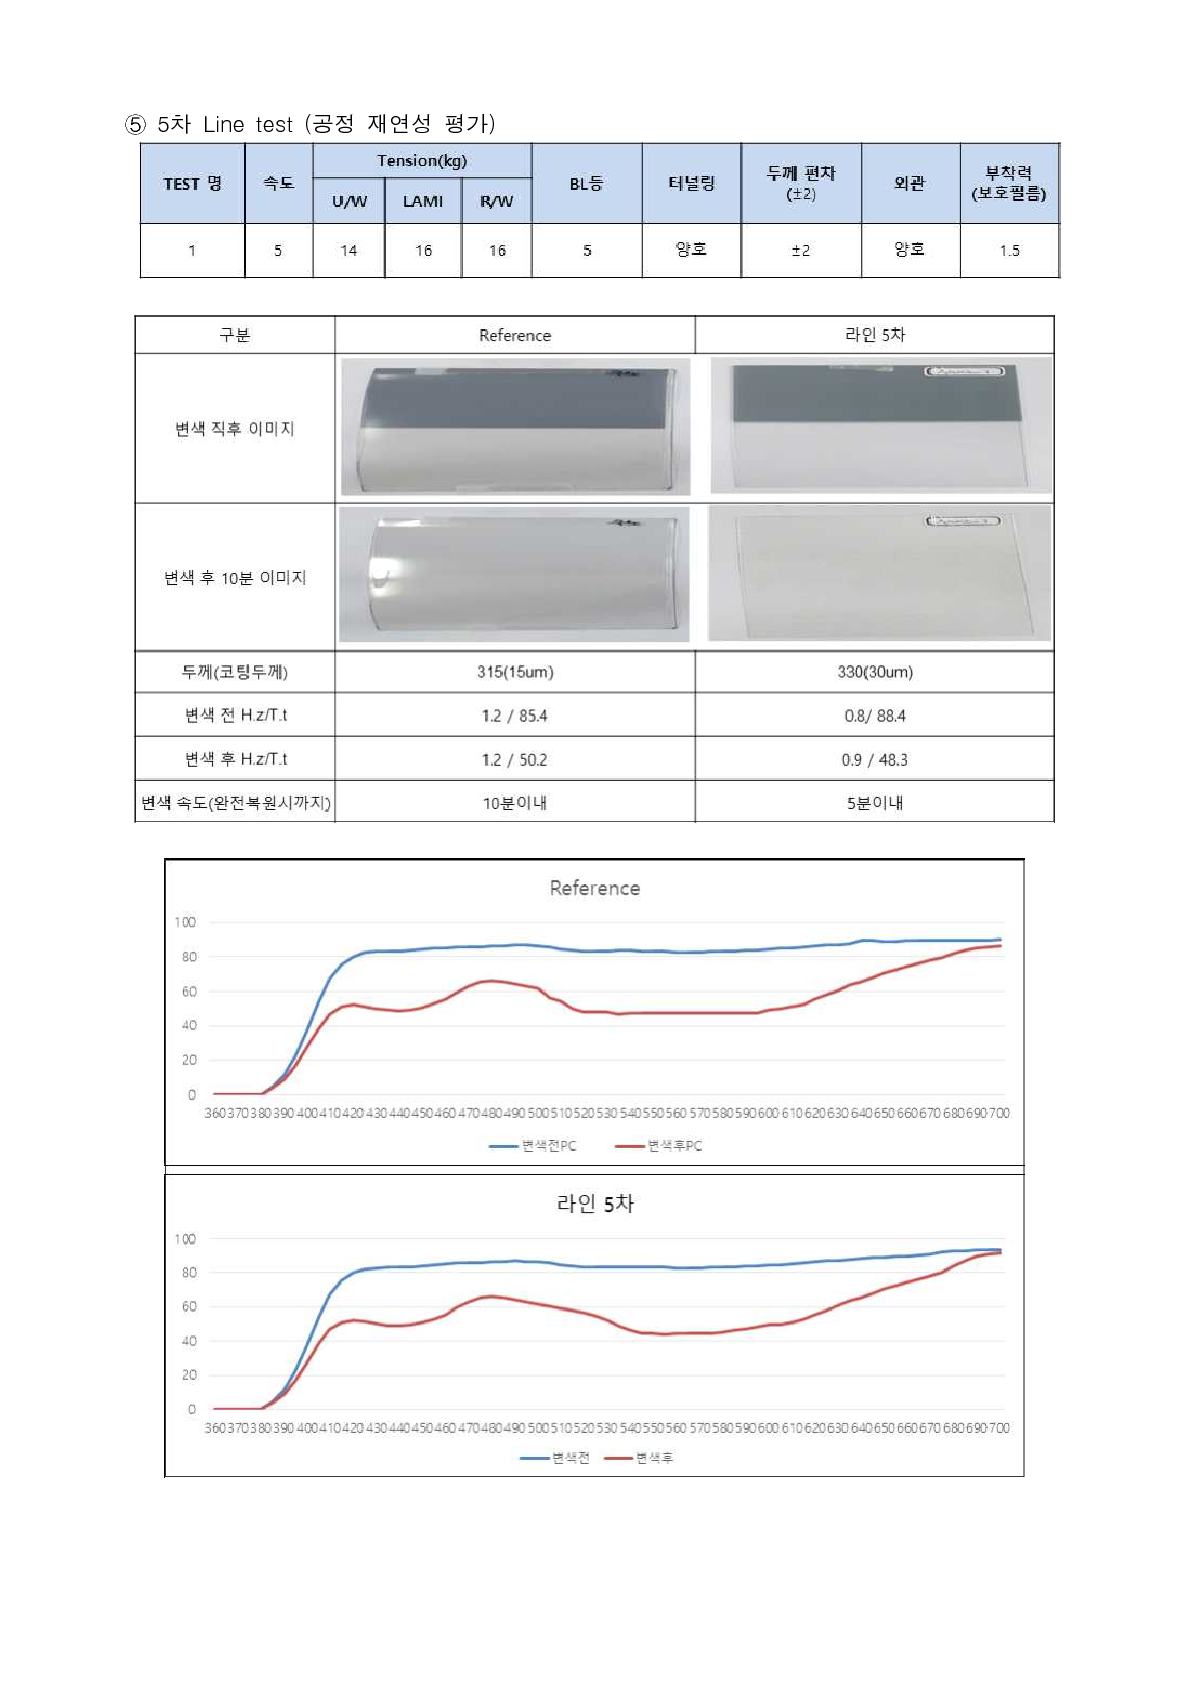 ⑤ 5차 Line test (공정 재연성 평가)
TEST 명 속도 Tension(kg) BL등 터널링 두께 편차 (±2) 외관 부착력 (보호필름)
U/W LAMI R/W
1 5 14 16 16 5 양호 ±2 양호 1.5
구분 Reference 라인 5차
변색 직후 이미지
변색 후 10분 이미지
두께(코팅두께) 315(15um) 330(30um)
변색 전 H.z/T.t 1.2 / 85.4 0.8/ 88.4
변색 후 H.z/T.t 1.2 / 50.2 0.9 / 48.3
변색 속도(완전복원시까지) 10분이내 5분이내
Reference
100
80
60
40
20
0
360 370 380 390 400 410 420 430 440 450 460 470 480 490 500 510 520 530 540 550 560 570 580 590 600 610 620 630 640 650 660 670 680 690 700
변색전PC 변색후PC
라인 5차
100
80
60
40
20
0
360 370 380 390 400 410 420 430 440 450 460 470 480 490 500 510 520 530 540 550 560 570 580 590 600 610 620 630 640 650 660 670 680 690 700
변색전 변색후